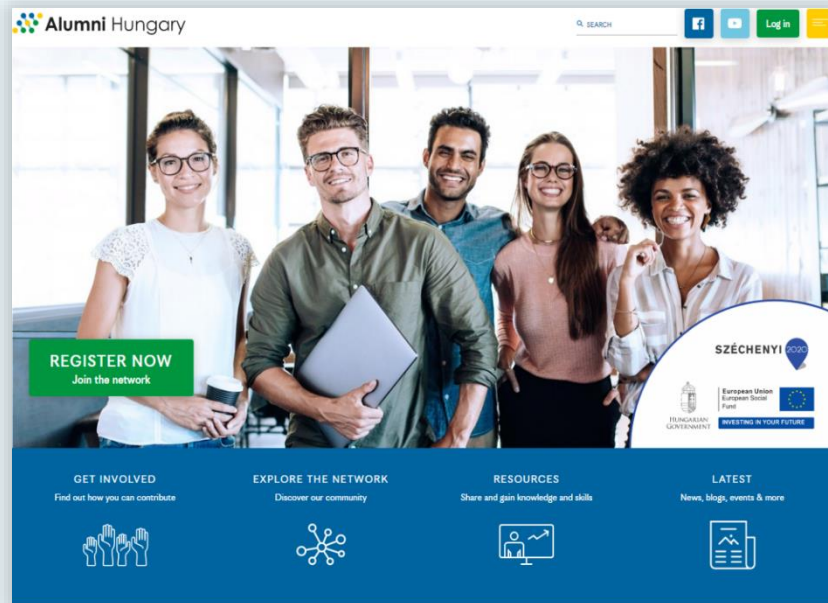 Alumni Hungary
SEARCH
Log in
REGISTER NOW
Join the network
SZÉCHENYI 2020
HUNGARIAN
GOVERNMENT
European Union
European Social
Fund
INVESTING IN YOUR FUTURE
GET INVOLVED
Find out how you can contribute
EXPLORE THE NETWORK
Discover our community
RESOURCES
Share and gain knowledge and skills
LATEST
News, blogs, events & more